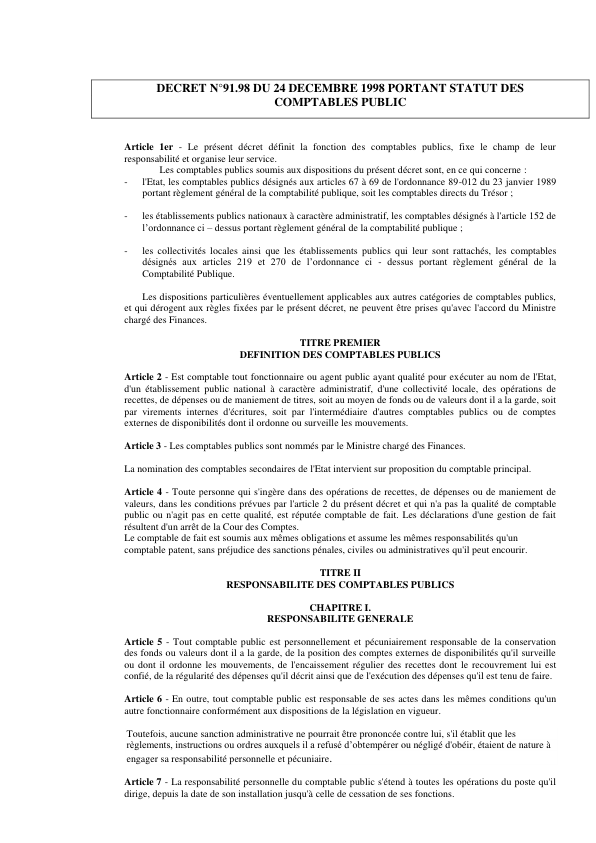 DECRET N°91.98 DU 24 DECEMBRE 1998 PORTANT STATUT DES
COMPTABLES PUBLIC
Article 1er - Le présent décret définit la fonction des comptables publics, fixe le champ de leur
responsabilité et organise leur service.
Les comptables publics soumis aux dispositions du présent décret sont, en ce qui concerne :
- l'Etat, les comptables publics désignés aux articles 67 à 69 de l'ordonnance 89-012 du 23 janvier 1989
portant règlement général de la comptabilité publique, soit les comptables directs du Trésor ;
- les établissements publics nationaux à caractère administratif, les comptables désignés à l'article 152 de
l’ordonnance ci – dessus portant règlement général de la comptabilité publique ;
- les collectivités locales ainsi que les établissements publics qui leur sont rattachés, les comptables
désignés aux articles 219 et 270 de l’ordonnance ci - dessus portant règlement général de la
Comptabilité Publique.
Les dispositions particulières éventuellement applicables aux autres catégories de comptables publics,
et qui dérogent aux règles fixées par le présent décret, ne peuvent être prises qu'avec l'accord du Ministre
chargé des Finances.
TITRE PREMIER
DEFINITION DES COMPTABLES PUBLICS
Article 2 - Est comptable tout fonctionnaire ou agent public ayant qualité pour exécuter au nom de l'Etat,
d'un établissement public national à caractère administratif, d'une collectivité locale, des opérations de
recettes, de dépenses ou de maniement de titres, soit au moyen de fonds ou de valeurs dont il a la garde, soit
par virements internes d'écritures, soit par l'intermédiaire d'autres comptables publics ou de comptes
externes de disponibilités dont il ordonne ou surveille les mouvements.
Article 3 - Les comptables publics sont nommés par le Ministre chargé des Finances.
La nomination des comptables secondaires de l'Etat intervient sur proposition du comptable principal.
Article 4 - Toute personne qui s'ingère dans des opérations de recettes, de dépenses ou de maniement de
valeurs, dans les conditions prévues par l'article 2 du présent décret et qui n'a pas la qualité de comptable
public ou n'agit pas en cette qualité, est réputée comptable de fait. Les déclarations d'une gestion de fait
résultent d'un arrêt de la Cour des Comptes.
Le comptable de fait est soumis aux mêmes obligations et assume les mêmes responsabilités qu'un
comptable patent, sans préjudice des sanctions pénales, civiles ou administratives qu'il peut encourir.
TITRE II
RESPONSABILITE DES COMPTABLES PUBLICS
CHAPITRE I.
RESPONSABILITE GENERALE
Article 5 - Tout comptable public est personnellement et pécuniairement responsable de la conservation
des fonds ou valeurs dont il a la garde, de la position des comptes externes de disponibilités qu'il surveille
ou dont il ordonne les mouvements, de l'encaissement régulier des recettes dont le recouvrement lui est
confié, de la régularité des dépenses qu'il décrit ainsi que de l'exécution des dépenses qu'il est tenu de faire.
Article 6 - En outre, tout comptable public est responsable de ses actes dans les mêmes conditions qu'un
autre fonctionnaire conformément aux dispositions de la législation en vigueur.
Toutefois, aucune sanction administrative ne pourrait être prononcée contre lui, s'il établit que les
règlements, instructions ou ordres auxquels il a refusé d’obtempérer ou négligé d'obéir, étaient de nature à
engager sa responsabilité personnelle et pécuniaire.
Article 7 - La responsabilité personnelle du comptable public s'étend à toutes les opérations du poste qu'il
dirige, depuis la date de son installation jusqu'à celle de cessation de ses fonctions.